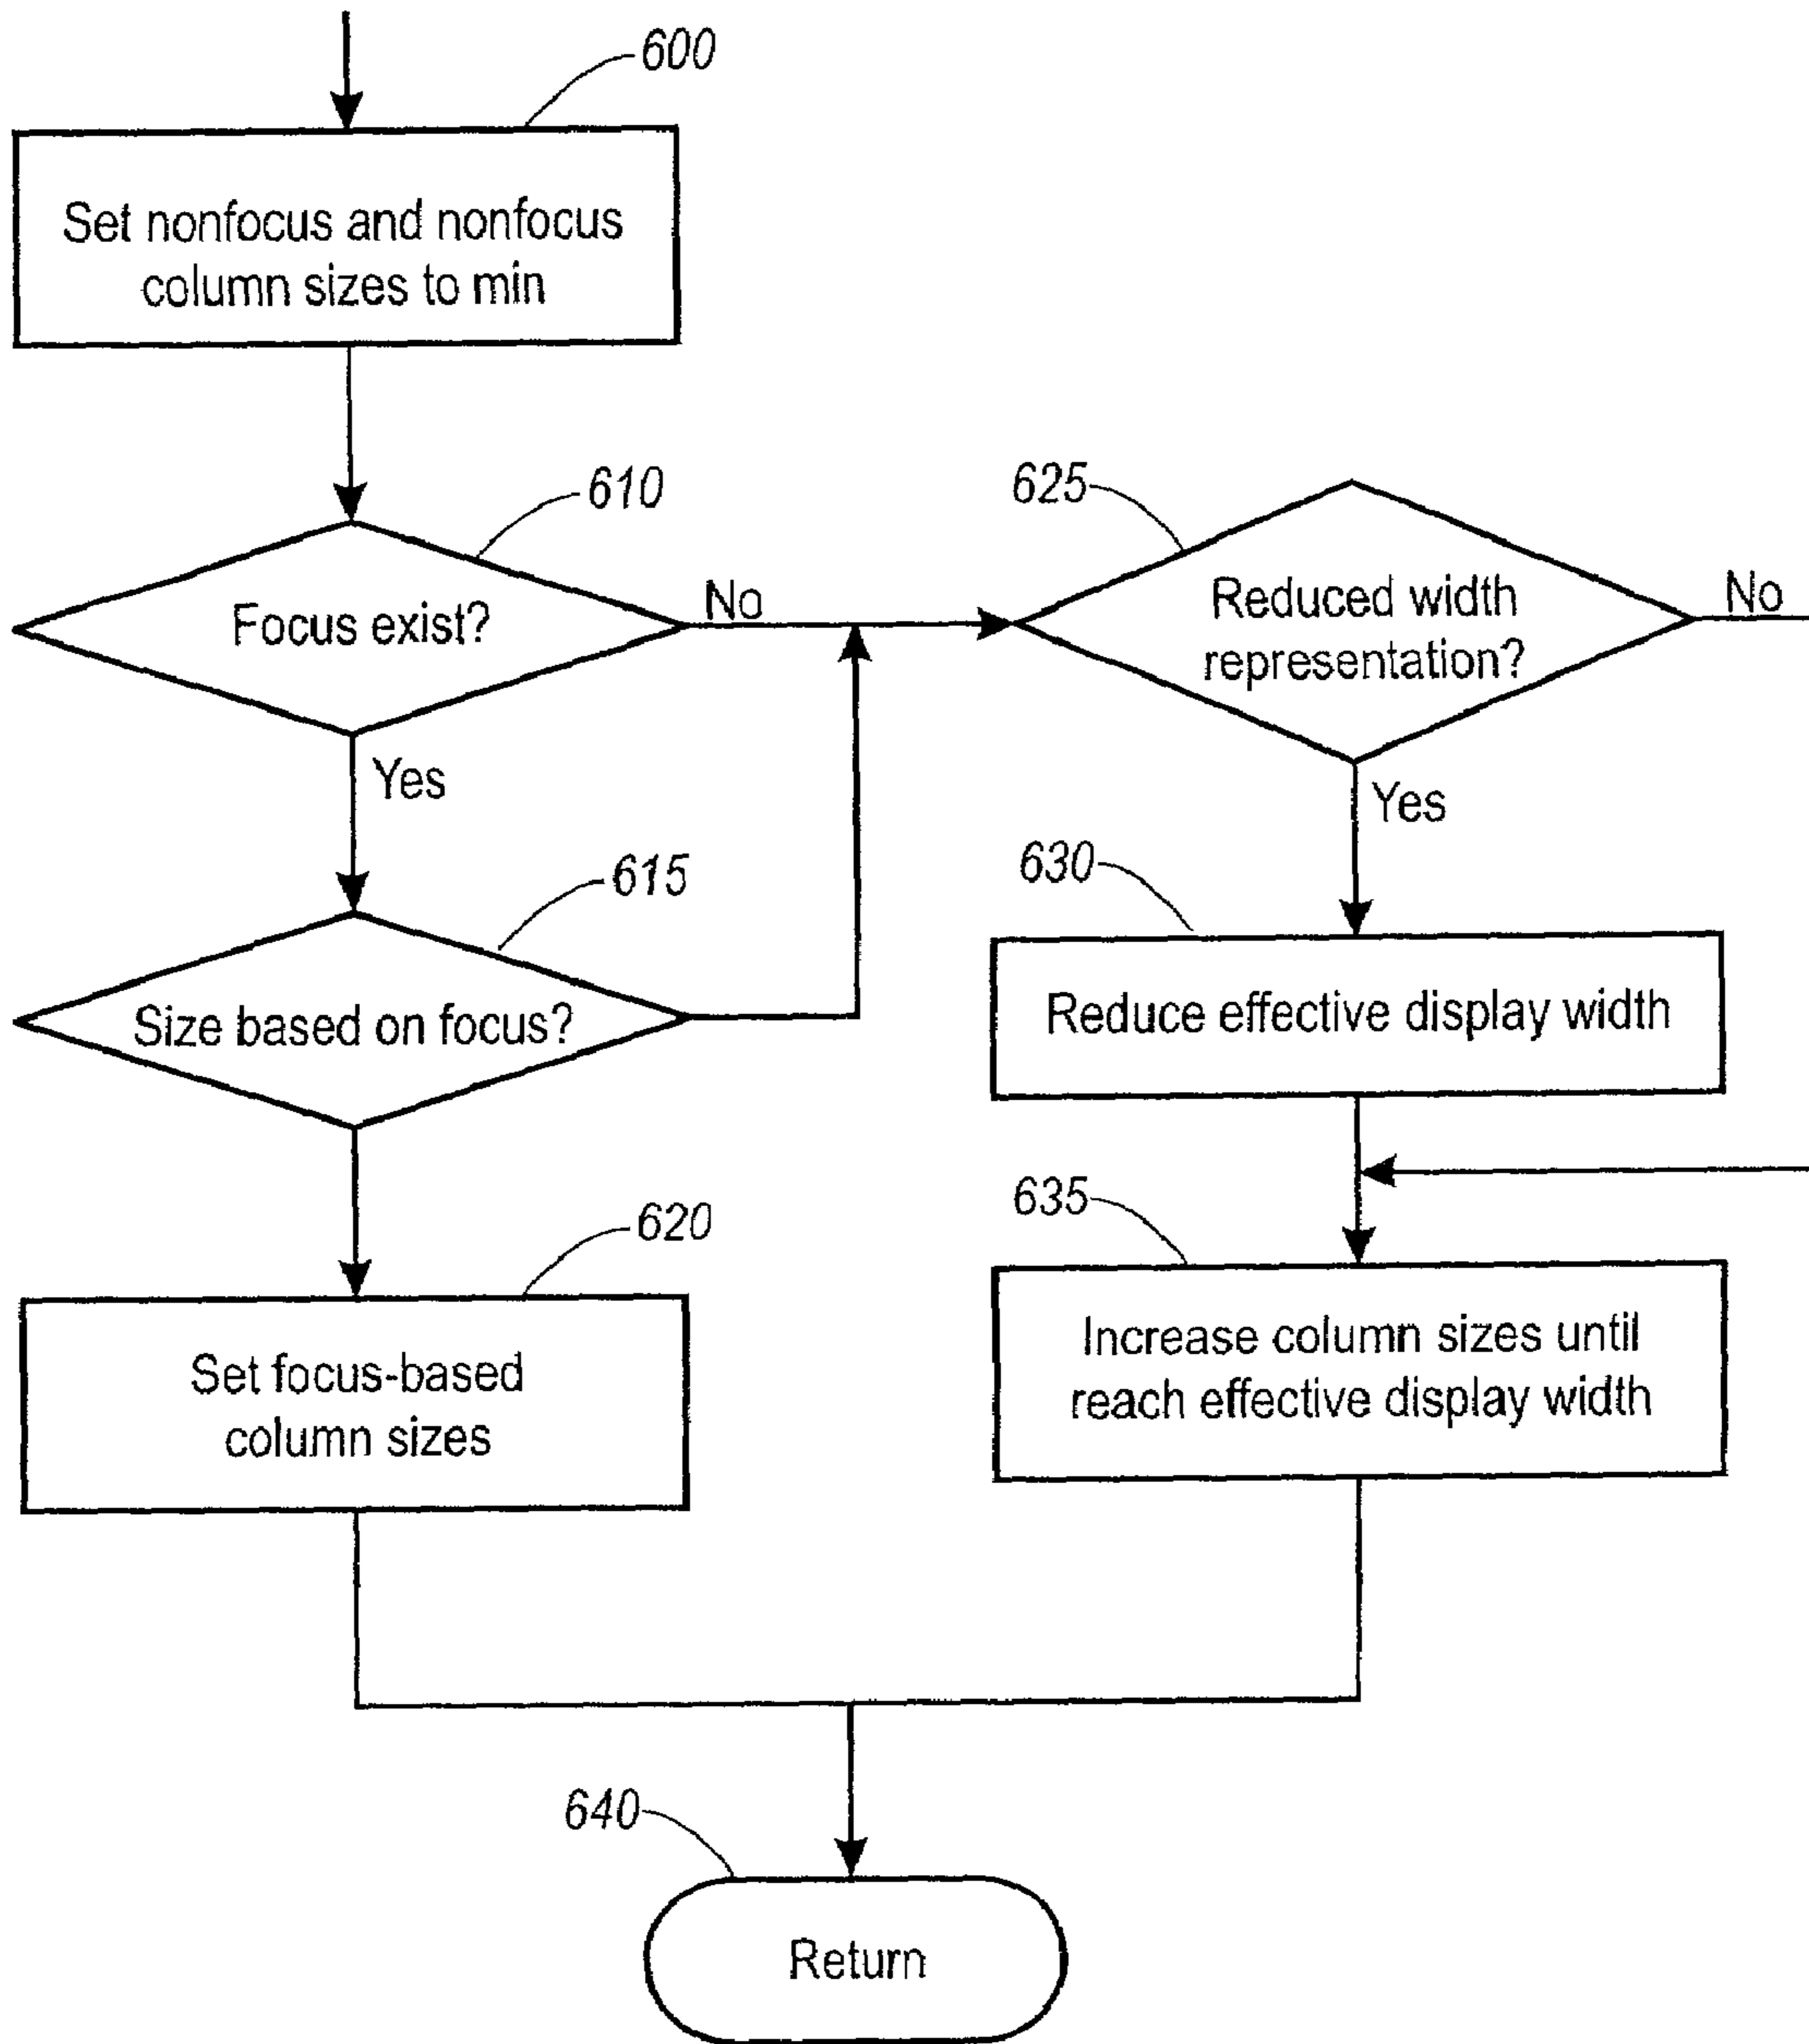 600
Set nonfocus and nonfocus
column sizes to min
610
Focus exist?
No
Yes
615
Size based on focus?
620
Set focus-based
column sizes
625
Reduced width
representation?
No
Yes
630
Reduce effective display width
635
Increase column sizes until
reach effective display width
640
Return